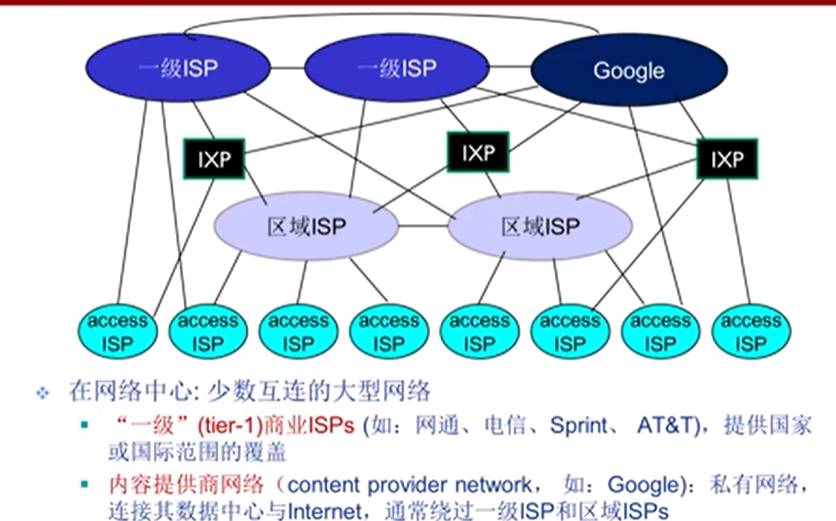 一级ISP
一级ISP
Google
IXP
IXP
IXP
区域ISP
区域ISP
access
ISP
access
ISP
access
ISP
access
ISP
access
ISP
access
ISP
access
ISP
access
ISP
在网络中心: 少数互连的大型网络
“一级”(tier-1)商业ISPs (如：网通、电信、Sprint、 AT&T)，提供国家
或国际范围的覆盖
内容提供商网络（content provider network， 如：Google)：私有网络，
连接其数据中心与Internet，通常绕过一级ISP和区域ISPs